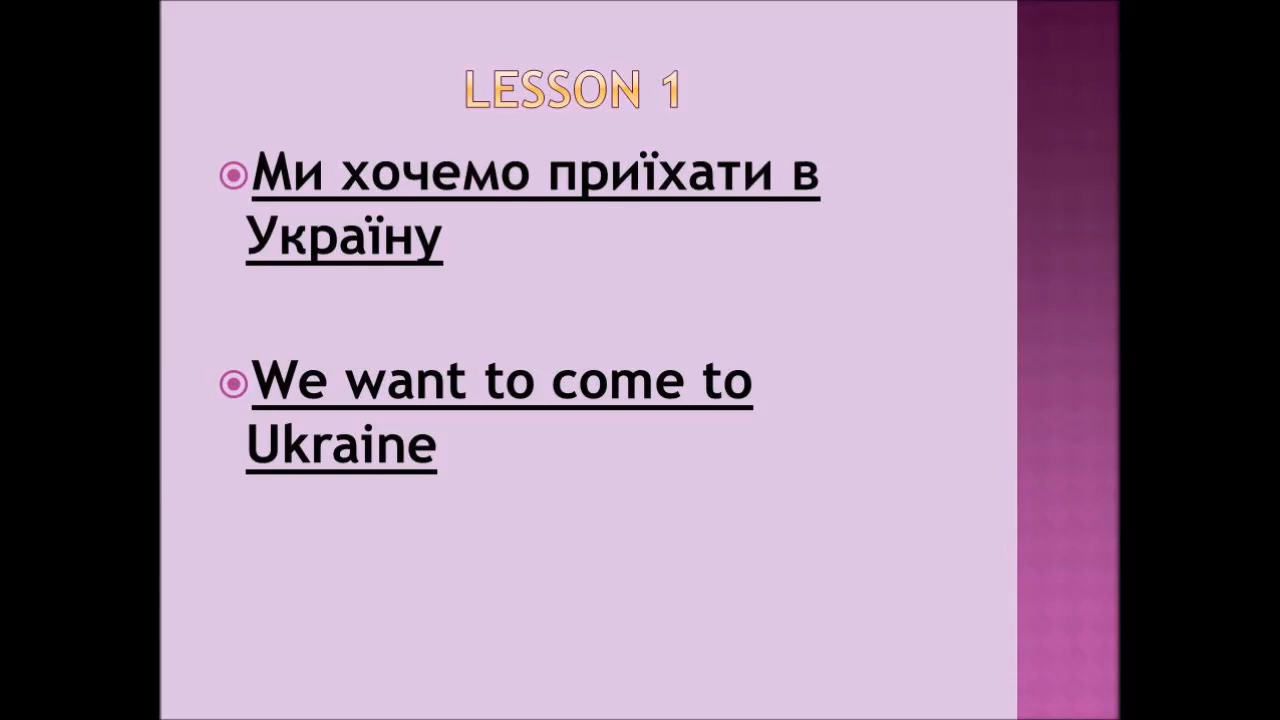 LESSON 1
Ми хочемо приїхати в
Україну
We want to come to
Ukraine